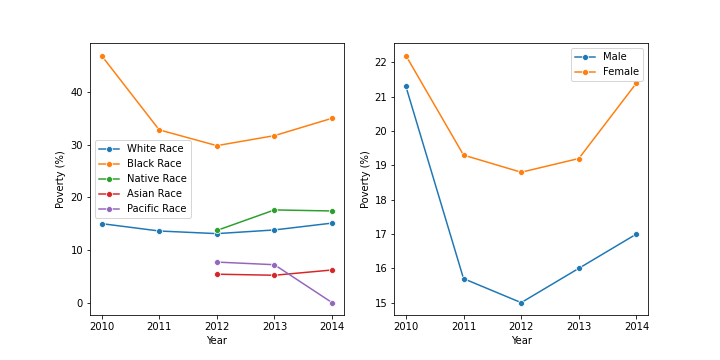 Poverty (%)
40
30
20
10
0
White Race
Black Race
Native Race
Asian Race
Pacific Race
2010 2011 2012 2013 2014
Year
Poverty (%)
22
21
20
19
18
17
16
15
Male
Female
2010 2011 2012 2013 2014
Year